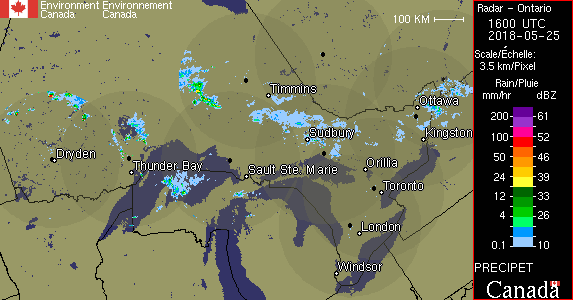 Environment Environnement
Canada Canada
100 KM
Timmins
Ottawa
Sudbury
Kingston
Dryden
Thunder Bay
Sault Ste. Marie
Orillia
Toronto
London
Windsor
Radar - Ontario
1600 UTC
2018-05-25
Scale/Échelle:
3.5 km/Pixel
Rain/Pluie
mm/hr dBZ
200 61
100 52
50 46
24 39
12 33
4 26
0.1 10
PRECIPET
Canada